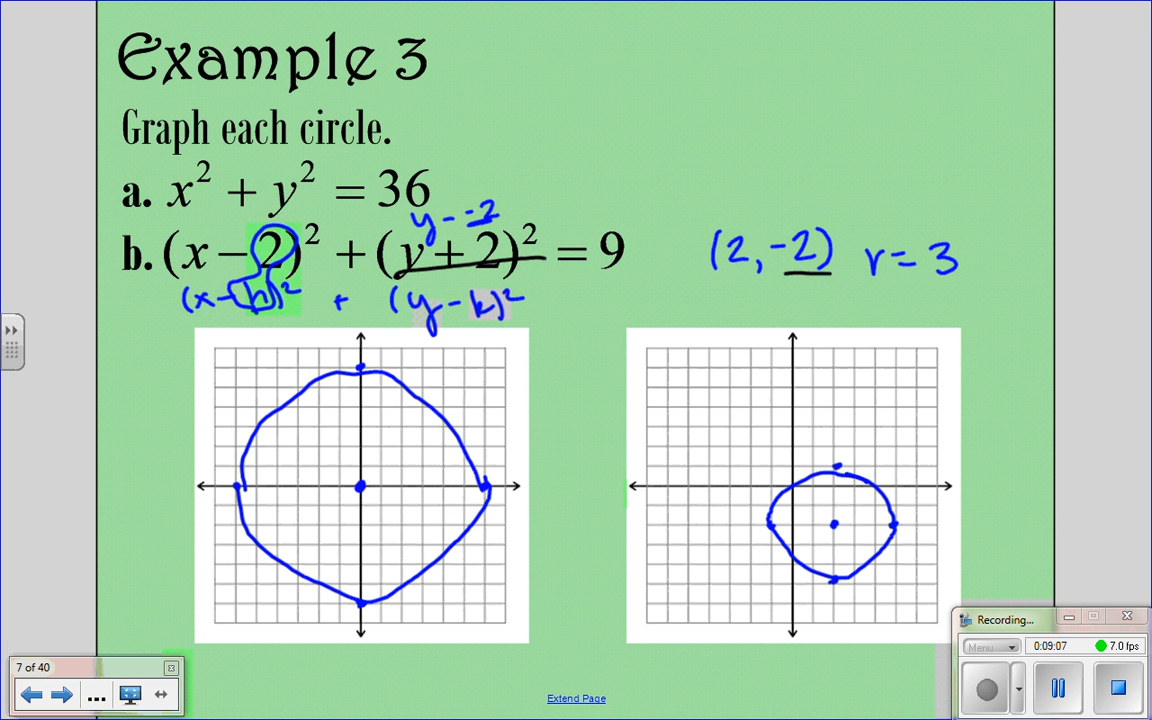 Example 3
Graph each circle.
a. x² + y² = 36
y - -2
b. (x − 2)² + (y + 2)² = 9
(2, -2) r = 3
(x - h)² + (y - k)²
Recording...
Menu
0:09:07
7.0 fps
7 of 40
...
Extend Page